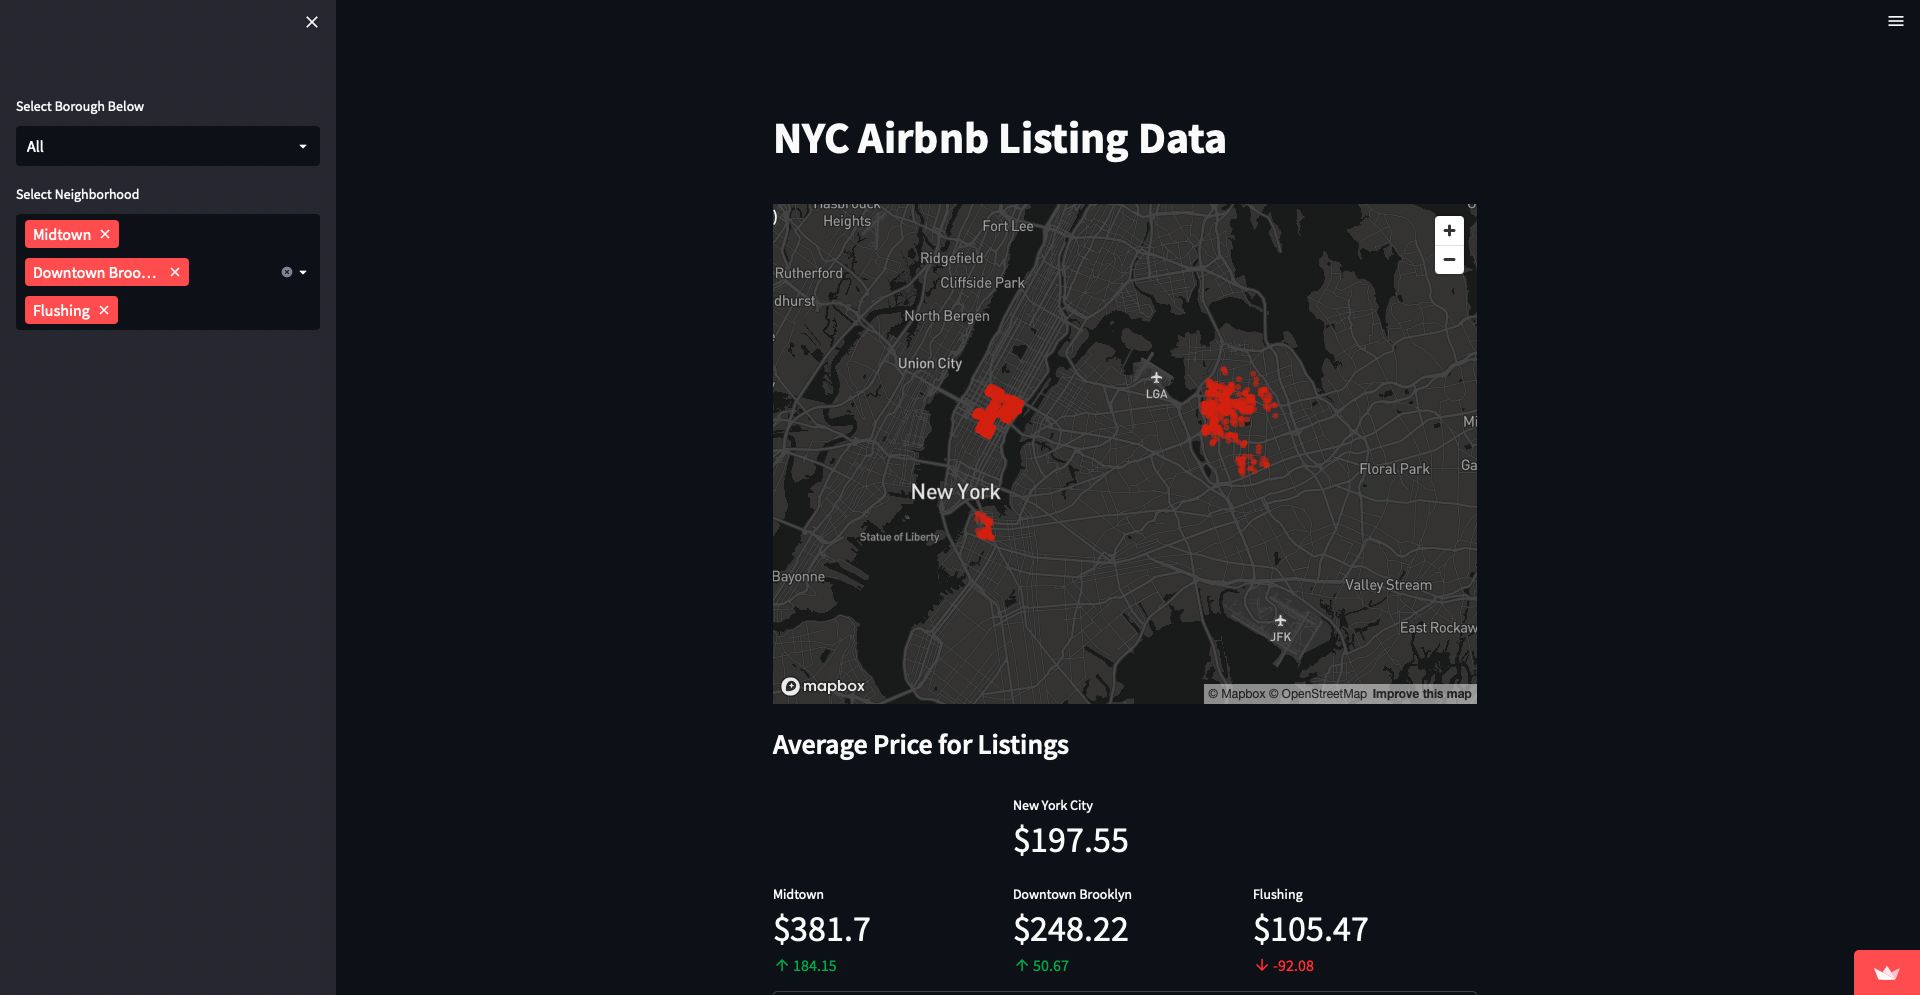 Select Borough Below
All
Select Neighborhood
Midtown
Downtown Broo...
Flushing
NYC Airbnb Listing Data
Hasbrouck
Heights
Fort Lee
Ridgefield
Rutherford
Cliffside Park
dhurst
North Bergen
Union City
LGA
Mi
Floral Park
Ga
New York
Statue of Liberty
Bayonne
Valley Stream
East Rockaw
JFK
mapbox
© Mapbox © OpenStreetMap Improve this map
Average Price for Listings
New York City
$197.55
Midtown
$381.7
↑ 184.15
Downtown Brooklyn
$248.22
↑ 50.67
Flushing
$105.47
↓ -92.08